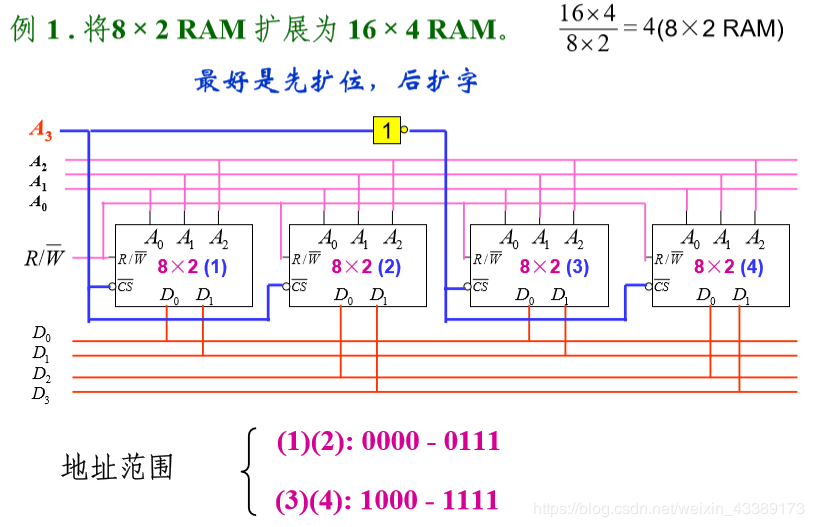 例 1 . 将8 × 2 RAM 扩展为 16 × 4 RAM。 16×4 / 8×2 = 4(8×2 RAM)
最好是先扩位，后扩字
A₃ 1
A₂
A₁
A₀
A₀ A₁ A₂ A₀ A₁ A₂ A₀ A₁ A₂ A₀ A₁ A₂
R/W̅ R/W̅ R/W̅ R/W̅ R/W̅
8×2 (1) 8×2 (2) 8×2 (3) 8×2 (4)
C̅S̅ C̅S̅ C̅S̅ C̅S̅
D₀ D₁ D₀ D₁ D₀ D₁ D₀ D₁
D₀
D₁
D₂
D₃
地址范围
(1)(2): 0000 - 0111
(3)(4): 1000 - 1111
https://blog.csdn.net/weixin_43389173